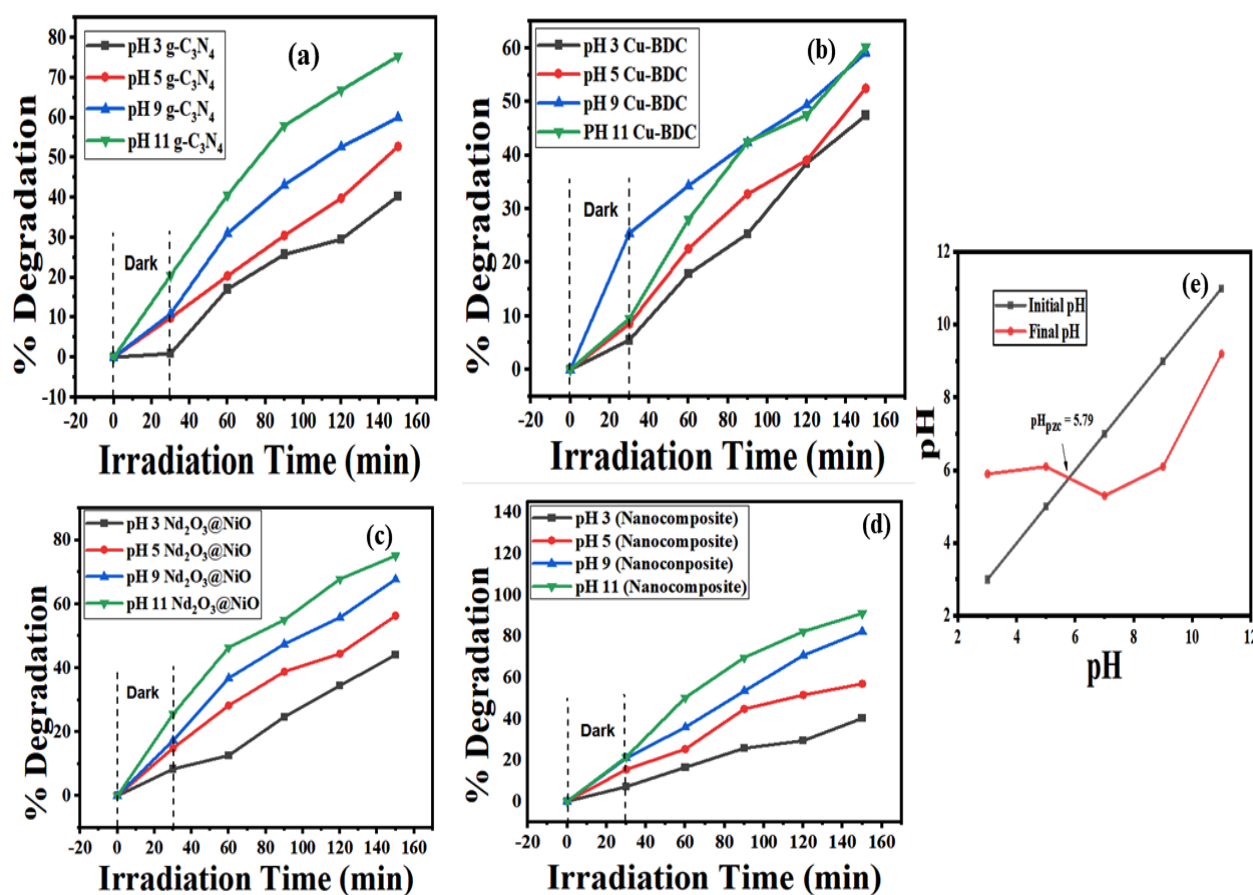 (a)
pH 3 g-C₃N₄
pH 5 g-C₃N₄
pH 9 g-C₃N₄
pH 11 g-C₃N₄
Dark
% Degradation
80
70
60
50
40
30
20
10
0
-10
-20 0 20 40 60 80 100 120 140 160
Irradiation Time (min)
(b)
pH 3 Cu-BDC
pH 5 Cu-BDC
pH 9 Cu-BDC
PH 11 Cu-BDC
Dark
% Degradation
60
50
40
30
20
10
0
-20 0 20 40 60 80 100 120 140 160
Irradiation Time (min)
(c)
pH 3 Nd₂O₃@NiO
pH 5 Nd₂O₃@NiO
pH 9 Nd₂O₃@NiO
pH 11 Nd₂O₃@NiO
Dark
% Degradation
80
60
40
20
0
-20 0 20 40 60 80 100 120 140 160
Irradiation Time (min)
(d)
pH 3 (Nanocomposite)
pH 5 (Nanocomposite)
pH 9 (Nanoconposite)
pH 11 (Nanocomposite)
Dark
% Degradation
140
120
100
80
60
40
20
0
-20 0 20 40 60 80 100 120 140 160
Irradiation Time (min)
(e)
Initial pH
Final pH
pHpzc = 5.79
pH
12
10
8
6
4
2
2 4 6 8 10 12
pH